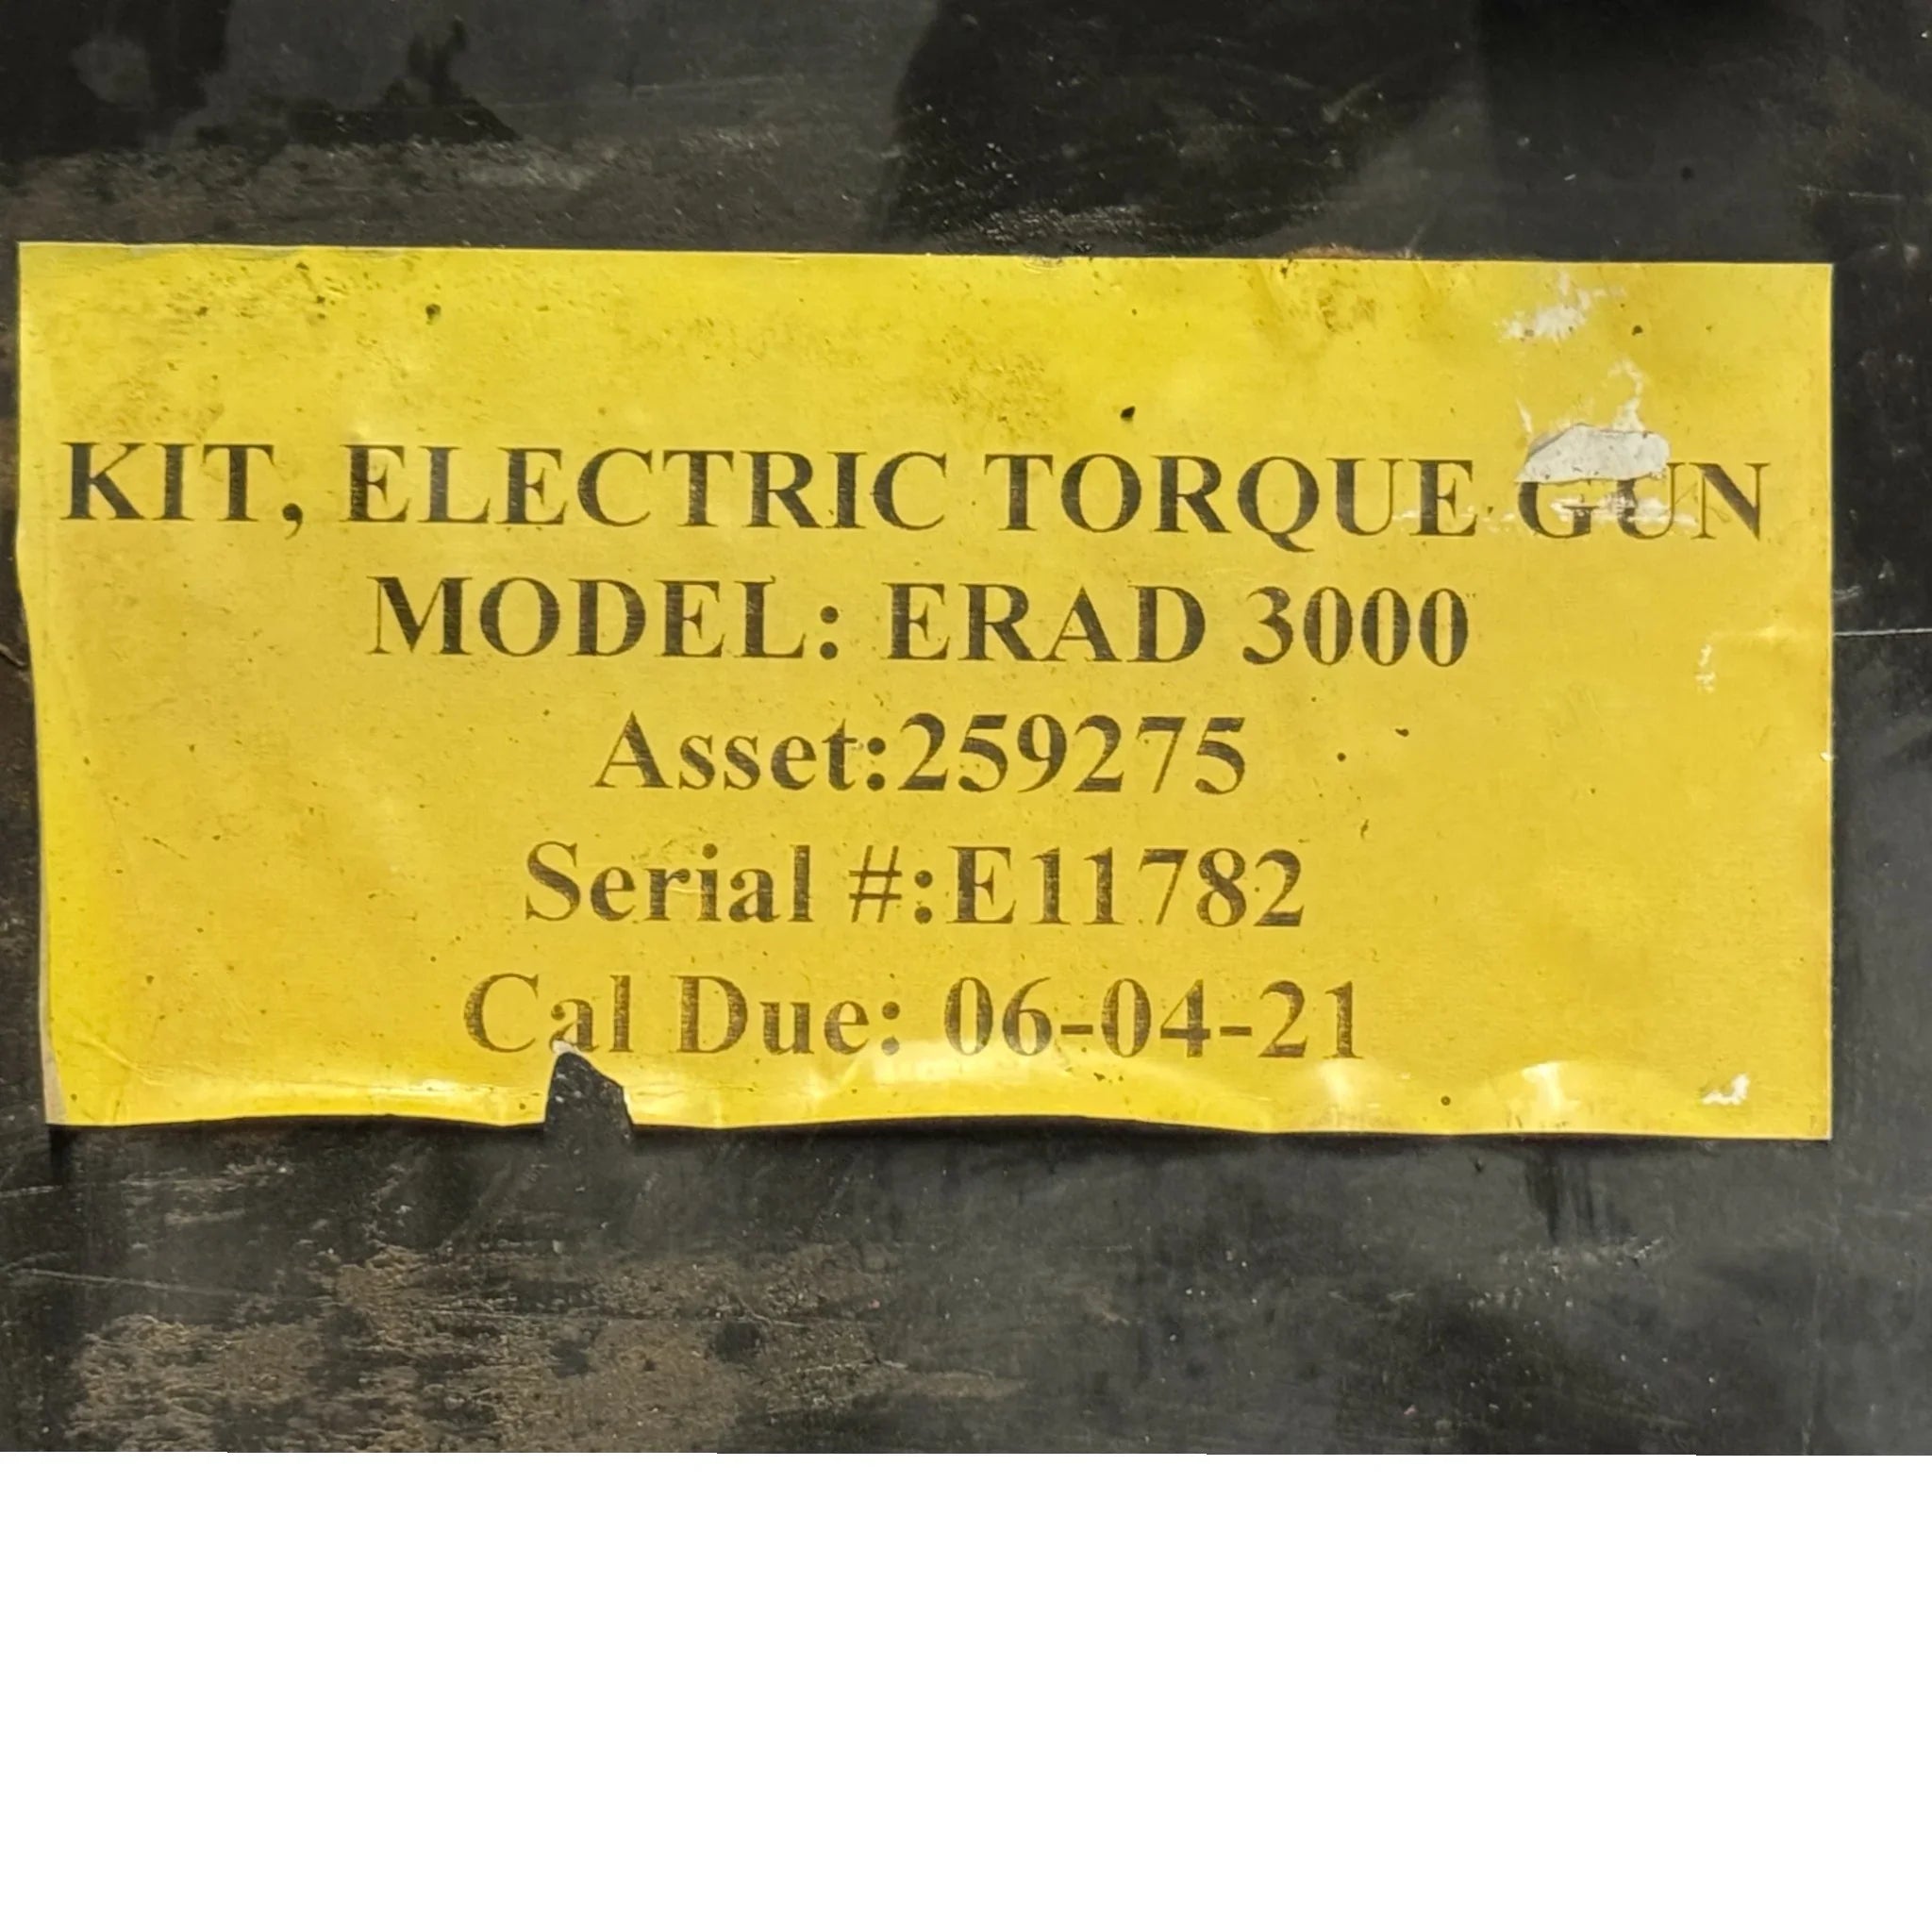 KIT, ELECTRIC TORQUE GUN
MODEL: ERAD 3000
Asset:259275
Serial #:E11782
Cal Due: 06-04-21